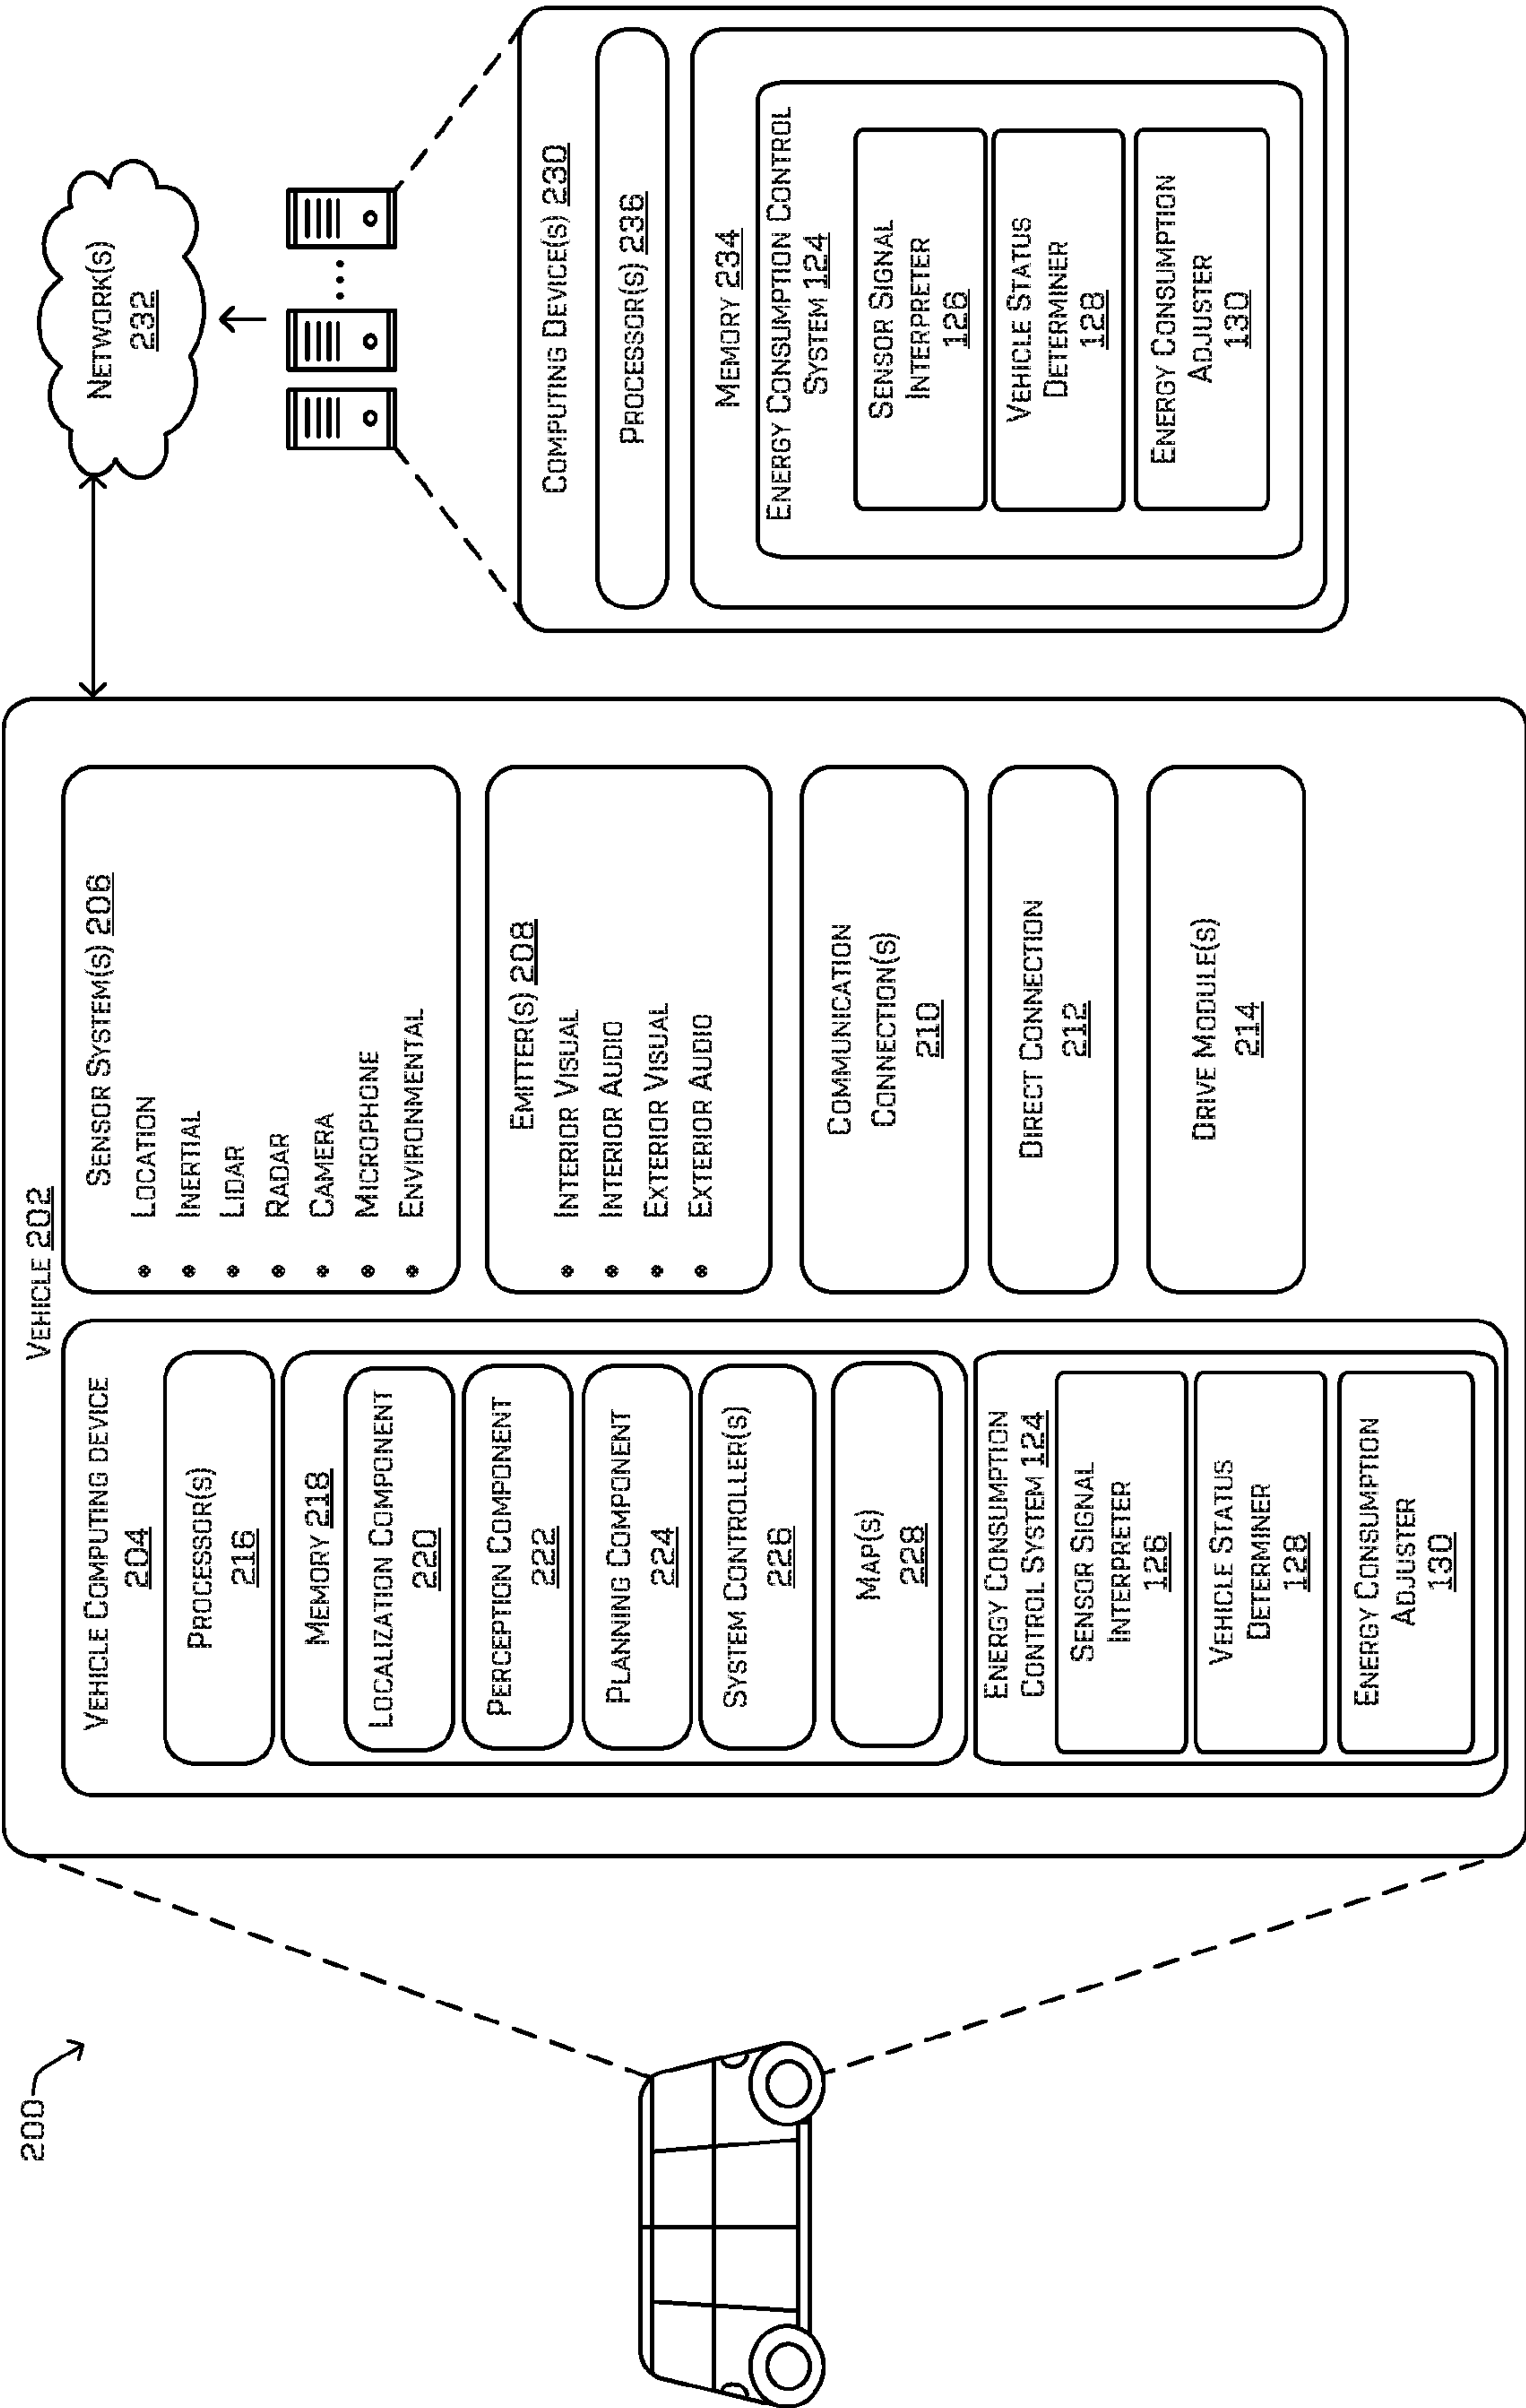 200
VEHICLE 202
VEHICLE COMPUTING DEVICE
204
PROCESSOR(S)
216
MEMORY 218
LOCALIZATION COMPONENT
220
PERCEPTION COMPONENT
222
PLANNING COMPONENT
224
SYSTEM CONTROLLER(S)
226
MAP(S)
228
ENERGY CONSUMPTION
CONTROL SYSTEM 124
SENSOR SIGNAL
INTERPRETER
126
VEHICLE STATUS
DETERMINER
128
ENERGY CONSUMPTION
ADJUSTER
130
SENSOR SYSTEM(S) 206
• LOCATION
• INERTIAL
• LIDAR
• RADAR
• CAMERA
• MICROPHONE
• ENVIRONMENTAL
EMITTER(S) 208
• INTERIOR VISUAL
• INTERIOR AUDIO
• EXTERIOR VISUAL
• EXTERIOR AUDIO
COMMUNICATION
CONNECTION(S)
210
DIRECT CONNECTION
212
DRIVE MODULE(S)
214
NETWORK(S)
232
COMPUTING DEVICE(S) 230
PROCESSOR(S) 236
MEMORY 234
ENERGY CONSUMPTION CONTROL
SYSTEM 124
SENSOR SIGNAL
INTERPRETER
126
VEHICLE STATUS
DETERMINER
128
ENERGY CONSUMPTION
ADJUSTER
130